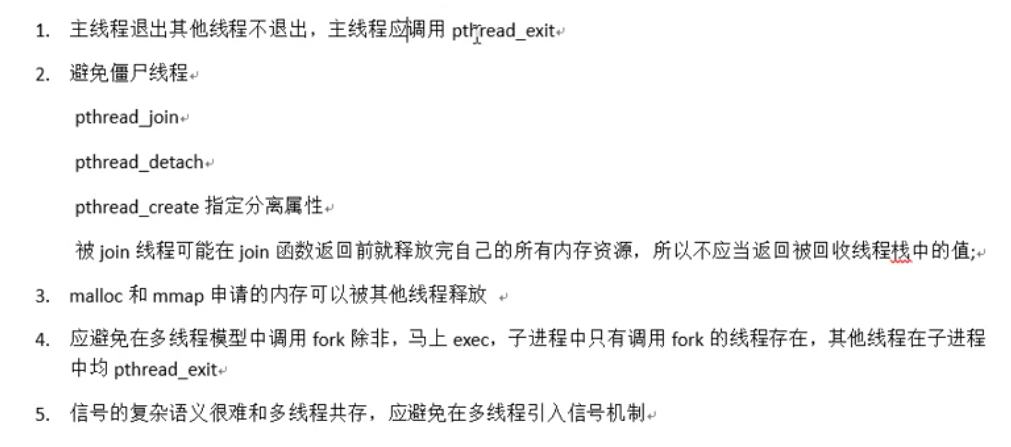 1. 主线程退出其他线程不退出，主线程应调用 pthread_exit
2. 避免僵尸线程
pthread_join
pthread_detach
pthread_create 指定分离属性
被 join 线程可能在 join 函数返回前就释放完自己的所有内存资源，所以不应当返回被回收线程栈中的值;
3. malloc 和 mmap 申请的内存可以被其他线程释放
4. 应避免在多线程模型中调用 fork 除非，马上 exec，子进程中只有调用 fork 的线程存在，其他线程在子进程
中均 pthread_exit
5. 信号的复杂语义很难和多线程共存，应避免在多线程引入信号机制